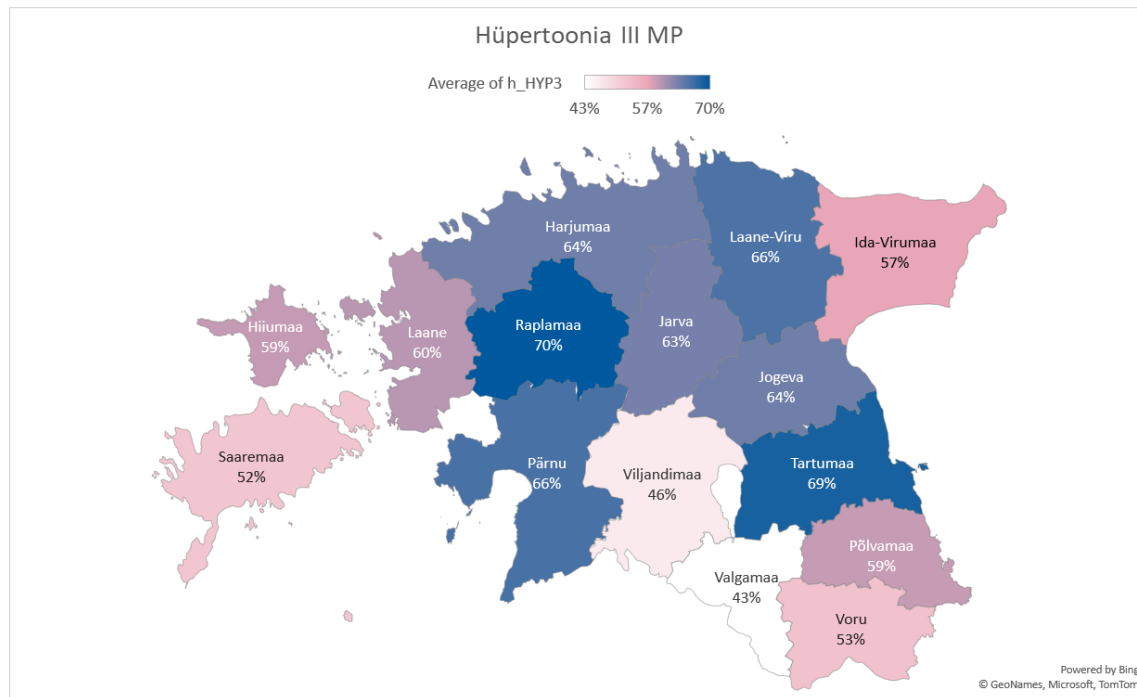 Hüpertoonia III MP
Average of h_HYP3
43% 57% 70%
Harjumaa
64%
Laane-Viru
66%
Ida-Virumaa
57%
Hiiumaa
59%
Laane
60%
Raplamaa
70%
Jarva
63%
Jogeva
64%
Saaremaa
52%
Pärnu
66%
Viljandimaa
46%
Tartumaa
69%
Põlvamaa
59%
Valgamaa
43%
Voru
53%
Powered by Bing
© GeoNames, Microsoft, TomTom